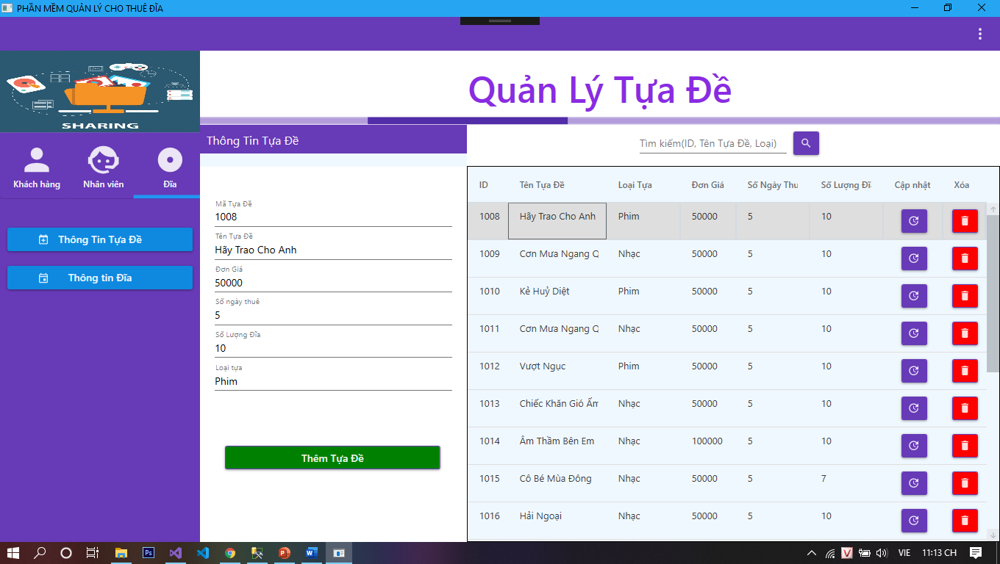 PHẦN MỀM QUẢN LÝ CHO THUÊ ĐĨA
SHARING
Khách hàng Nhân viên Đĩa
Thông Tin Tựa Đề
Thông tin Đĩa
Quản Lý Tựa Đề
Thông Tin Tựa Đề
Mã Tựa Đề
1008
Tên Tựa Đề
Hãy Trao Cho Anh
Đơn Giá
50000
Số ngày thuê
5
Số Lượng Đĩa
10
Loại tựa
Phim
Thêm Tựa Đề
Tìm kiếm(ID, Tên Tựa Đề, Loại)
ID Tên Tựa Đề Loại Tựa Đơn Giá Số Ngày Thu Số Lượng Đĩ Cập nhật Xóa
1008 Hãy Trao Cho Anh Phim 50000 5 10
1009 Cơn Mưa Ngang Q Nhạc 50000 5 10
1010 Kẻ Huỷ Diệt Phim 50000 5 10
1011 Cơn Mưa Ngang Q Nhạc 50000 5 10
1012 Vượt Ngục Phim 50000 5 10
1013 Chiếc Khăn Gió Ấm Nhạc 50000 5 10
1014 Âm Thầm Bên Em Nhạc 100000 5 10
1015 Cô Bé Mùa Đông Nhạc 50000 5 7
1016 Hải Ngoại Nhạc 50000 5 10
Ps V VIE 11:13 CH